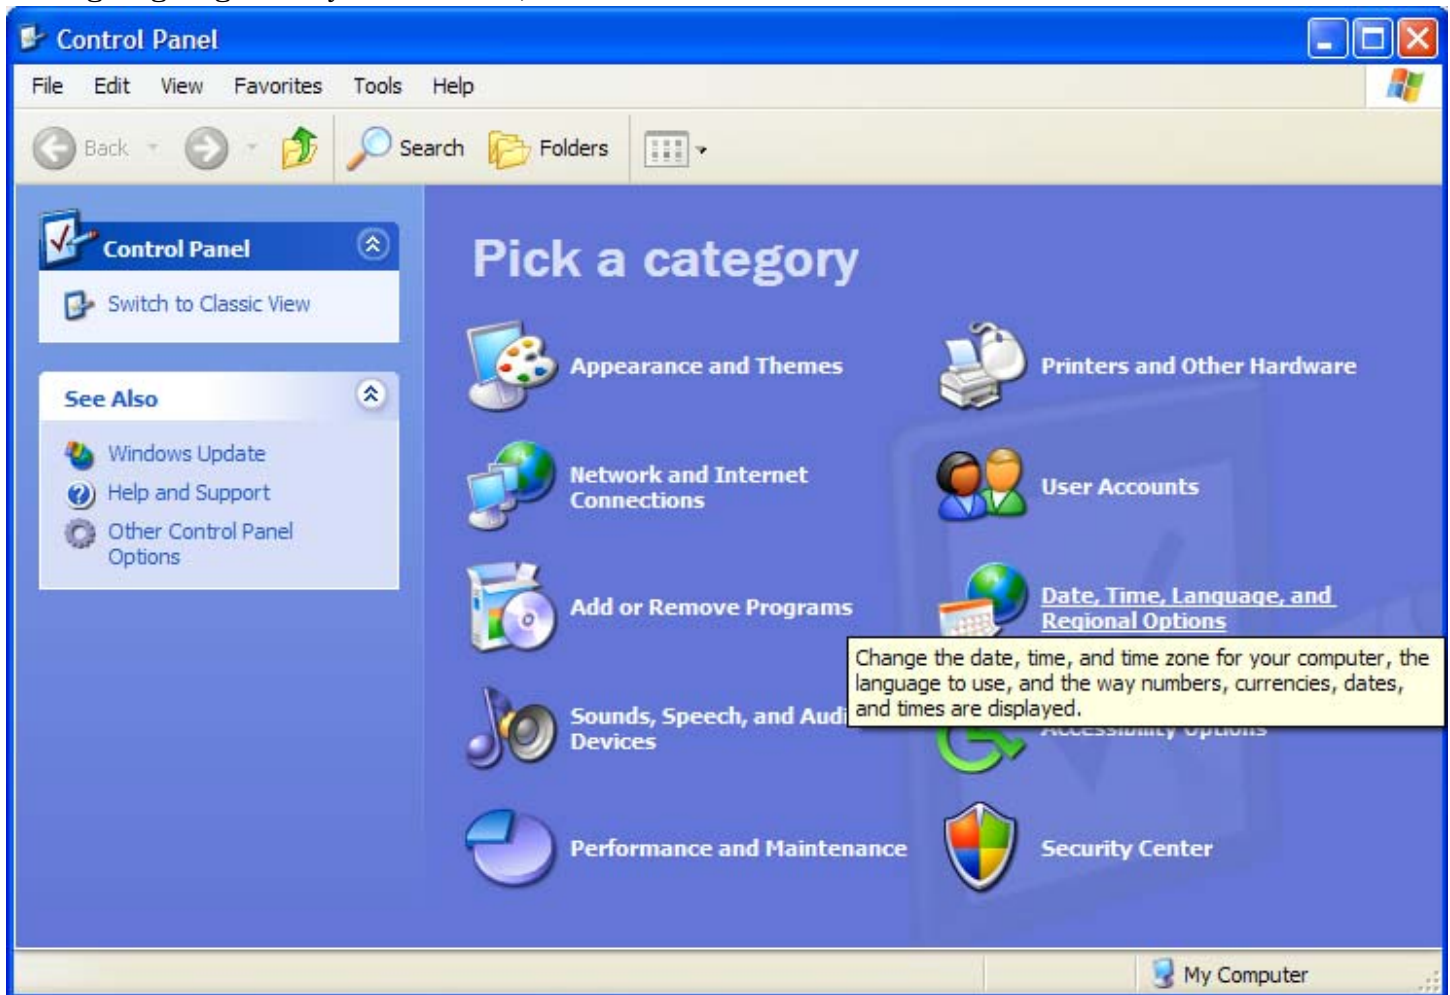 Control Panel
File Edit View Favorites Tools Help
Back Search Folders
Control Panel
Switch to Classic View
See Also
Windows Update
Help and Support
Other Control Panel
Options
Pick a category
Appearance and Themes
Printers and Other Hardware
Network and Internet
Connections
User Accounts
Add or Remove Programs
Date, Time, Language, and
Regional Options
Change the date, time, and time zone for your computer, the
language to use, and the way numbers, currencies, dates,
and times are displayed.
Sounds, Speech, and Audi
Devices
Accessibility Options
Performance and Maintenance
Security Center
My Computer